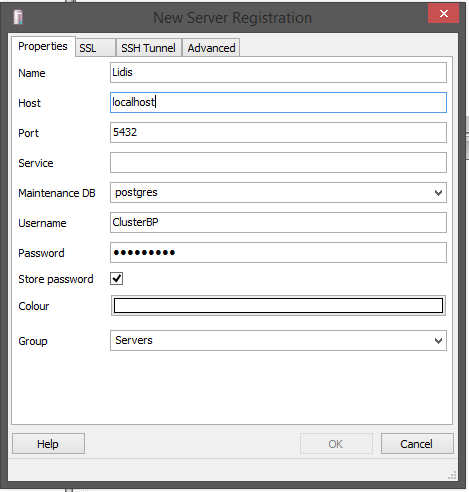 New Server Registration
Properties SSL SSH Tunnel Advanced
Name Lidis
Host localhost
Port 5432
Service
Maintenance DB postgres
Username ClusterBP
Password •••••••••
Store password
Colour
Group Servers
Help OK Cancel